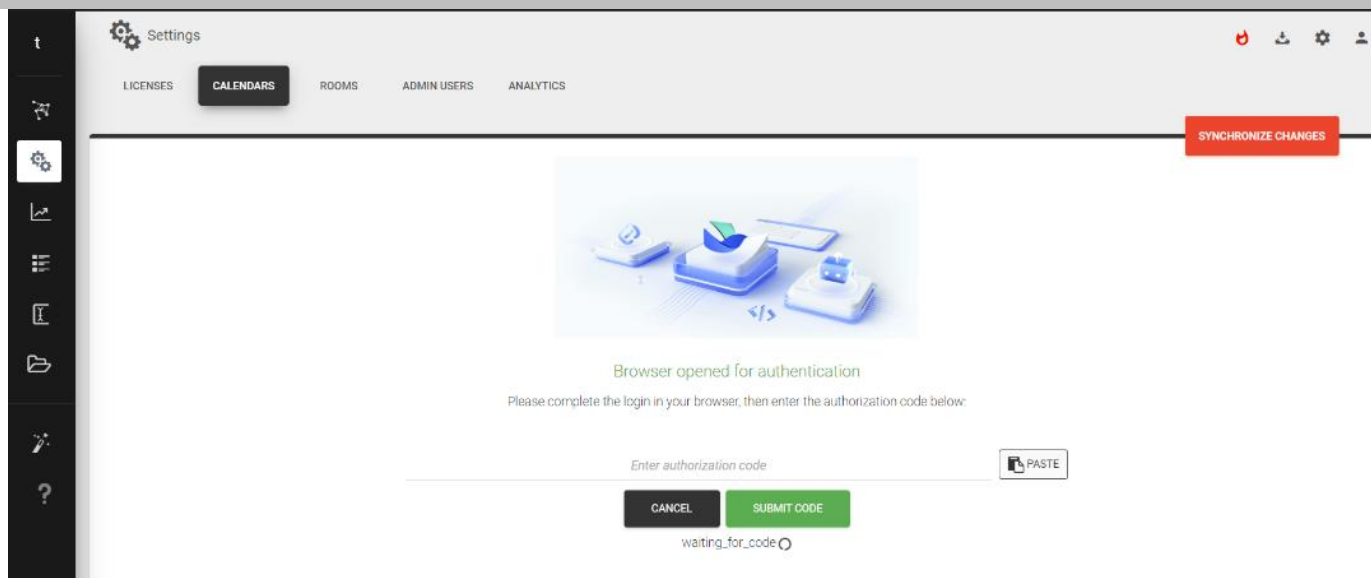 t
Settings
LICENSES CALENDARS ROOMS ADMIN USERS ANALYTICS
SYNCHRONIZE CHANGES
Browser opened for authentication
Please complete the login in your browser, then enter the authorization code below:
Enter authorization code PASTE
CANCEL SUBMIT CODE
waiting_for_code
?